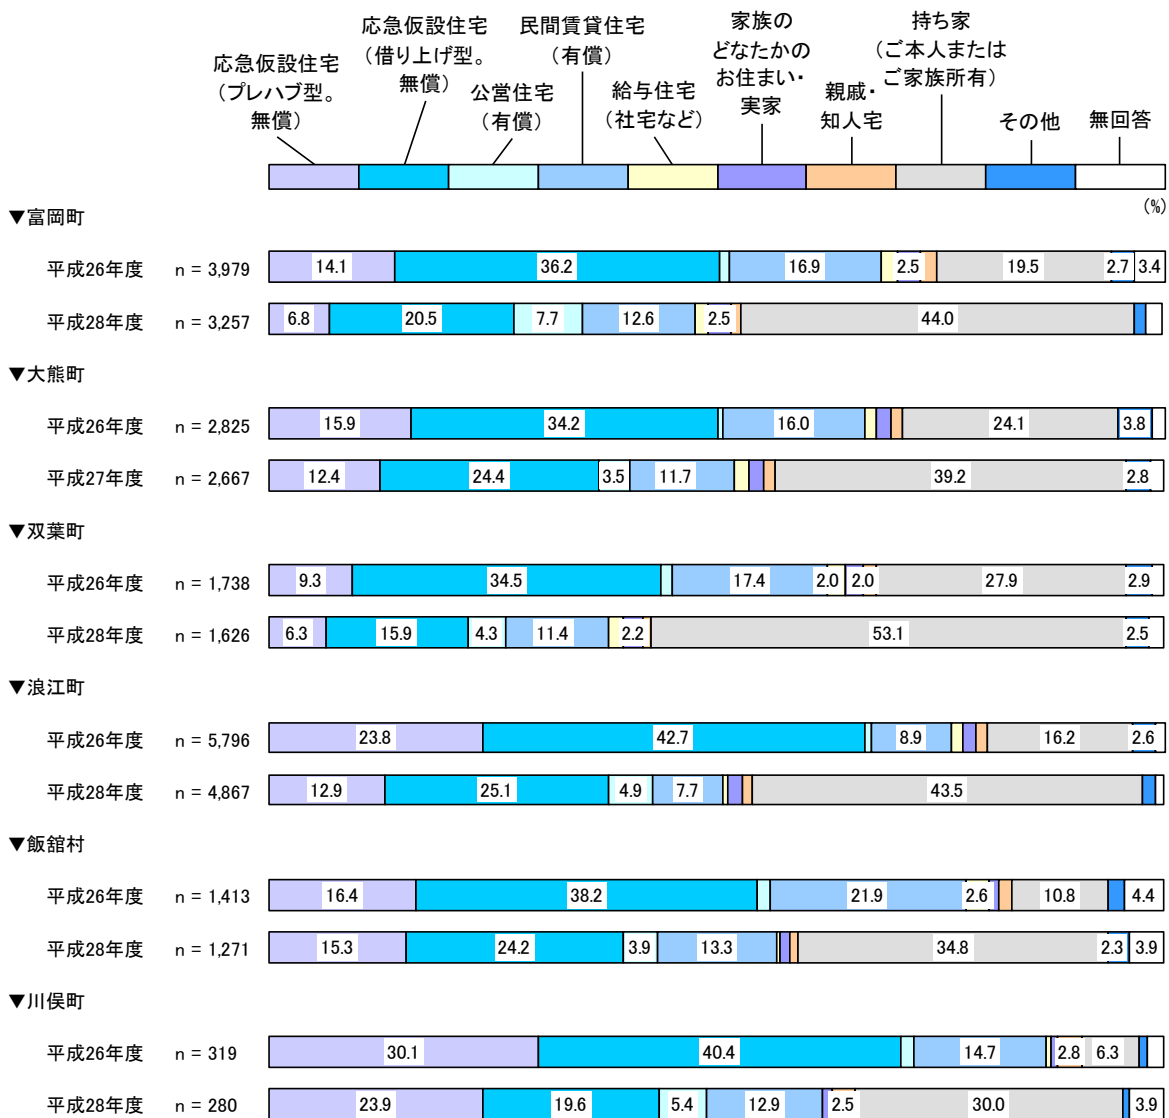 応急仮設住宅
（プレハブ型。
無償）
応急仮設住宅
（借り上げ型。
無償）
公営住宅
（有償）
民間賃貸住宅
（有償）
給与住宅
（社宅など）
家族の
どなたかの
お住まい・
実家
親戚・
知人宅
持ち家
（ご本人または
ご家族所有）
その他
無回答
(%)
▼富岡町
平成26年度 n = 3,979 14.1 36.2 16.9 2.5 19.5 2.7 3.4
平成28年度 n = 3,257 6.8 20.5 7.7 12.6 2.5 44.0
▼大熊町
平成26年度 n = 2,825 15.9 34.2 16.0 24.1 3.8
平成27年度 n = 2,667 12.4 24.4 3.5 11.7 39.2 2.8
▼双葉町
平成26年度 n = 1,738 9.3 34.5 17.4 2.0 2.0 27.9 2.9
平成28年度 n = 1,626 6.3 15.9 4.3 11.4 2.2 53.1 2.5
▼浪江町
平成26年度 n = 5,796 23.8 42.7 8.9 16.2 2.6
平成28年度 n = 4,867 12.9 25.1 4.9 7.7 43.5
▼飯舘村
平成26年度 n = 1,413 16.4 38.2 21.9 2.6 10.8 4.4
平成28年度 n = 1,271 15.3 24.2 3.9 13.3 34.8 2.3 3.9
▼川俣町
平成26年度 n = 319 30.1 40.4 14.7 2.8 6.3
平成28年度 n = 280 23.9 19.6 5.4 12.9 2.5 30.0 3.9